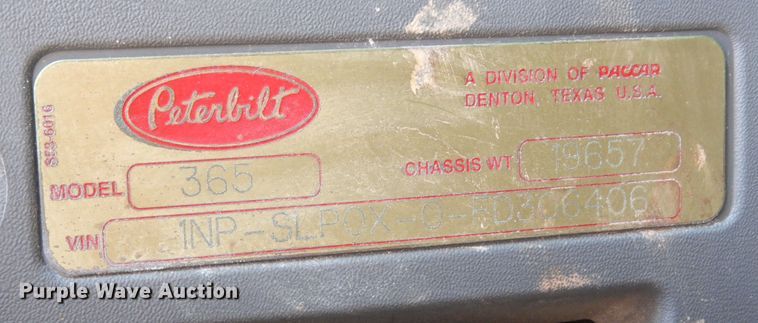 Peterbilt
A DIVISION OF PACCAR
DENTON, TEXAS U.S.A.
S53-6016
MODEL 365
CHASSIS WT 19657
VIN 1NP-SLP0X-0-FD306406
Purple Wave Auction